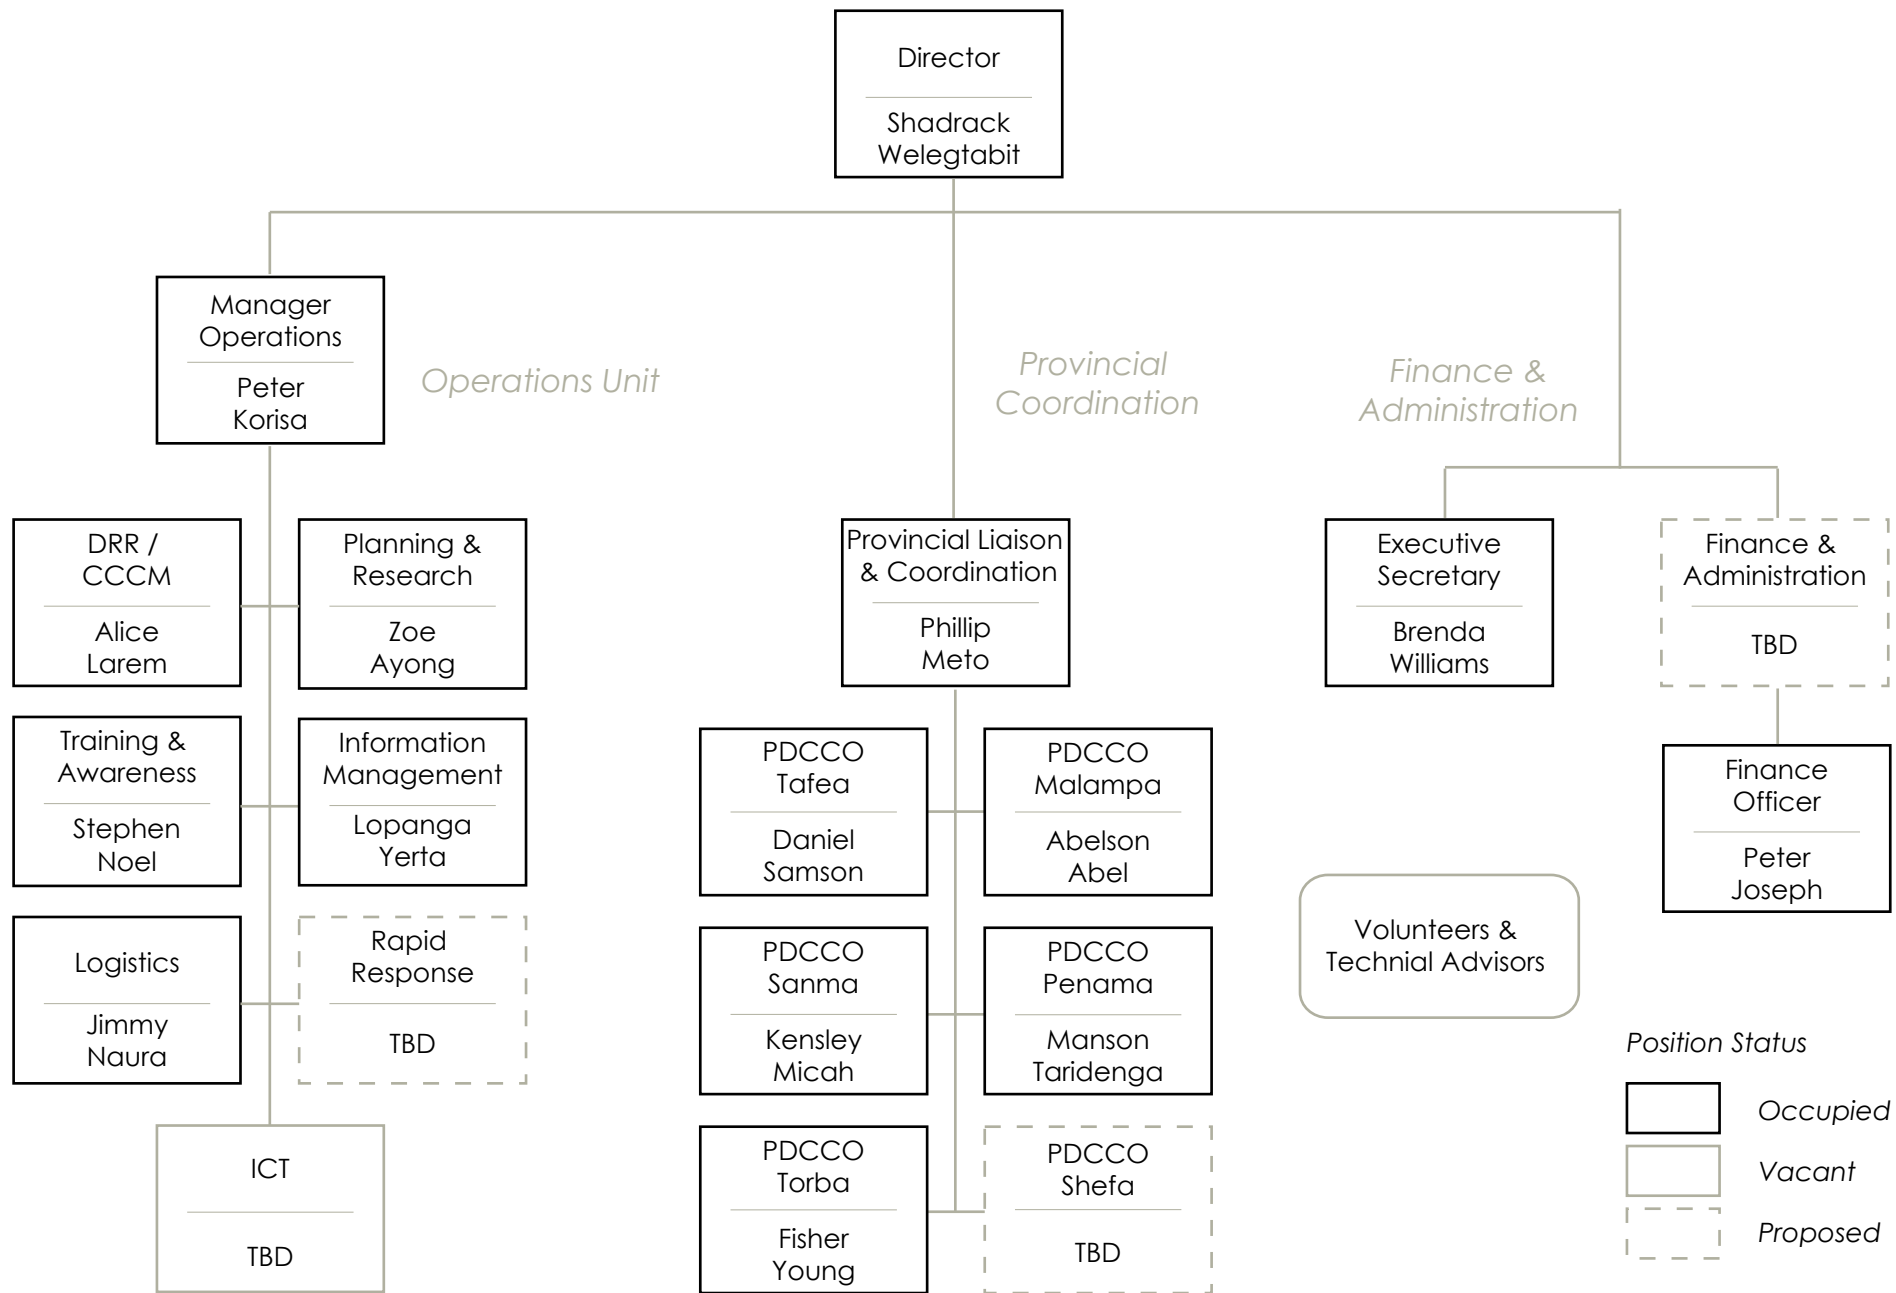 Director
Shadrack
Welegtabit
Manager
Operations
Peter
Korisa
Operations Unit
Provincial
Coordination
Finance &
Administration
DRR /
CCCM
Alice
Larem
Planning &
Research
Zoe
Ayong
Training &
Awareness
Stephen
Noel
Information
Management
Lopanga
Yerta
Logistics
Jimmy
Naura
Rapid
Response
TBD
ICT
TBD
Provincial Liaison
& Coordination
Phillip
Meto
PDCCO
Tafea
Daniel
Samson
PDCCO
Malampa
Abelson
Abel
PDCCO
Sanma
Kensley
Micah
PDCCO
Penama
Manson
Taridenga
PDCCO
Torba
Fisher
Young
PDCCO
Shefa
TBD
Executive
Secretary
Brenda
Williams
Finance &
Administration
TBD
Finance
Officer
Peter
Joseph
Volunteers &
Technial Advisors
Position Status
Occupied
Vacant
Proposed